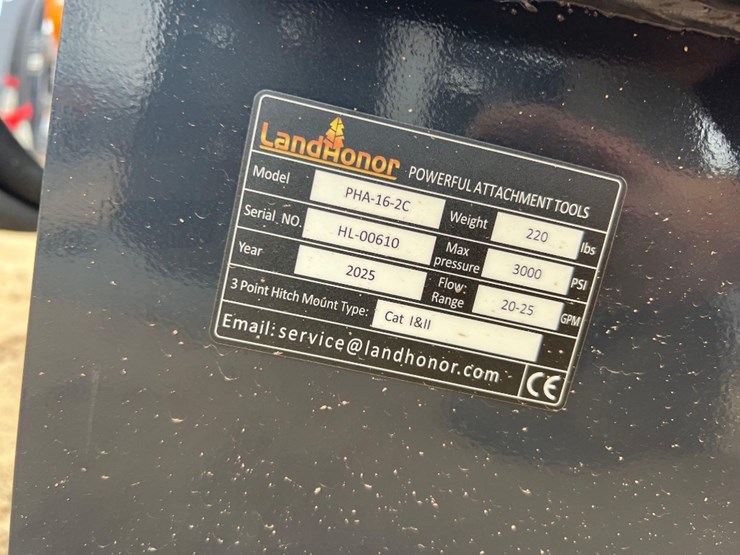 LandHonor POWERFUL ATTACHMENT TOOLS
Model PHA-16-2C Weight 220 lbs
Serial NO. HL-00610 Max pressure 3000 PSI
Year 2025 Flow: Range 20-25 GPM
3 Point Hitch Mount Type: Cat I&II
Email: service@landhonor.com CE